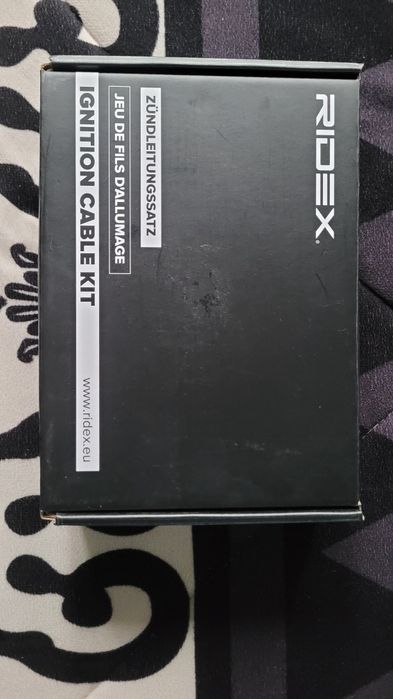 RIDEX®
ZÜNDLEITUNGSSATZ
JEU DE FILS D'ALLUMAGE
IGNITION CABLE KIT
www.ridex.eu